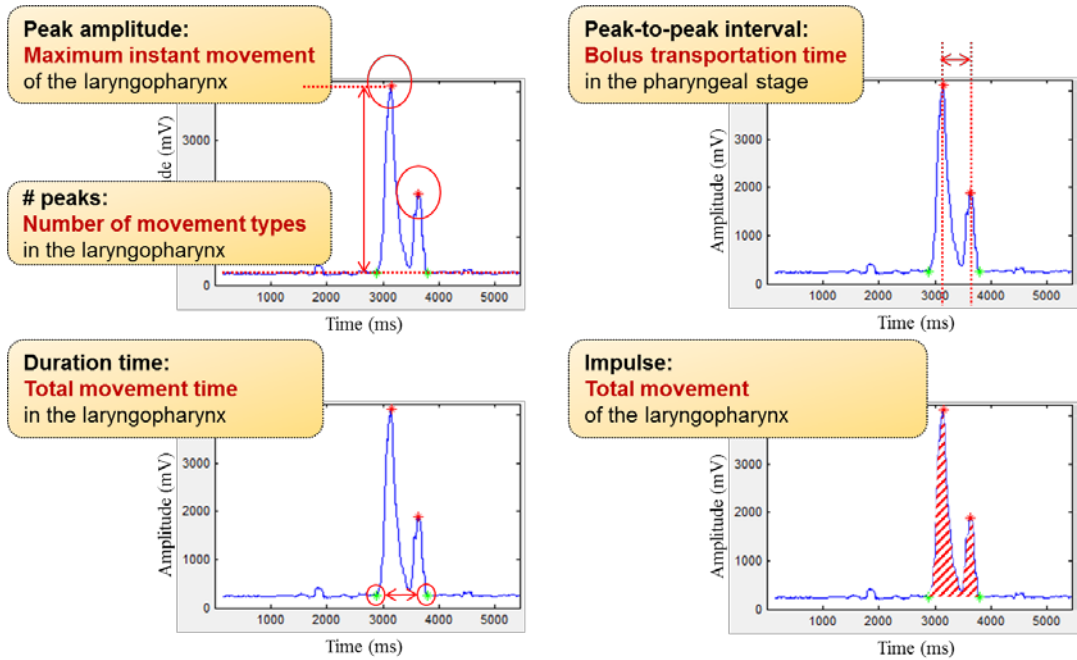 Peak amplitude:
Maximum instant movement
of the laryngopharynx
# peaks:
Number of movement types
in the laryngopharynx
3000
0
1000
2000
3000
4000
5000
Time (ms)
Peak-to-peak interval:
Bolus transportation time
in the pharyngeal stage
Amplitude (mV)
3000
2000
1000
0
1000
2000
3000
4000
5000
Time (ms)
Duration time:
Total movement time
in the laryngopharynx
Amplitude (mV)
3000
2000
1000
0
1000
2000
3000
4000
5000
Time (ms)
Impulse:
Total movement
of the laryngopharynx
Amplitude (mV)
3000
2000
1000
0
1000
2000
3000
4000
5000
Time (ms)